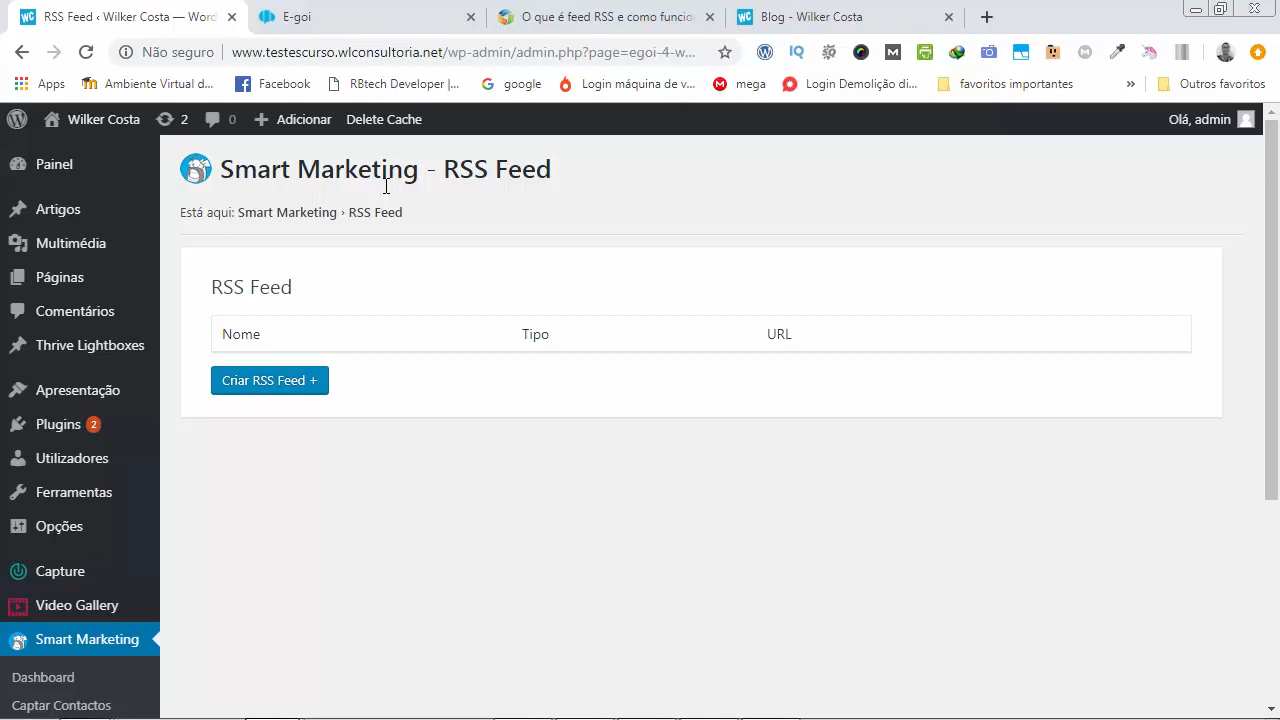 RSS Feed ‹ Wilker Costa — Word
E-goi
O que é feed RSS e como funcio
Blog - Wilker Costa
Não seguro
www.testescurso.wlconsultoria.net/wp-admin/admin.php?page=egoi-4-w...
Apps
Ambiente Virtual d...
Facebook
RBtech Developer |...
google
Login máquina de v...
mega
Login Demolição di...
favoritos importantes
»
Outros favoritos
Wilker Costa
2
0
Adicionar
Delete Cache
Olá, admin
Painel
Artigos
Multimédia
Páginas
Comentários
Thrive Lightboxes
Apresentação
Plugins 2
Utilizadores
Ferramentas
Opções
Capture
Video Gallery
Smart Marketing
Dashboard
Captar Contactos
Smart Marketing - RSS Feed
Está aqui: Smart Marketing › RSS Feed
RSS Feed
Nome
Tipo
URL
Criar RSS Feed +